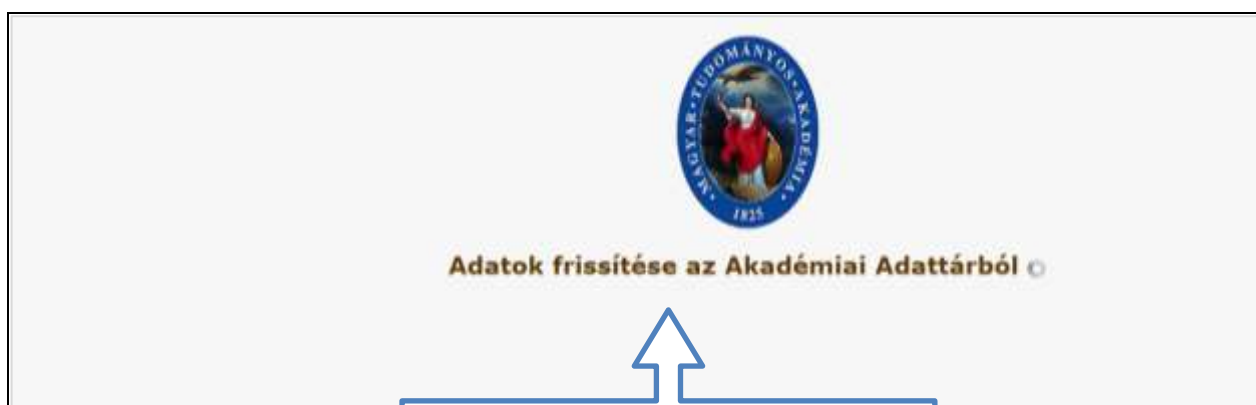 MAGYAR·TUDOMÁNYOS·AKADÉMIA·
1825
Adatok frissítése az Akadémiai Adattárból